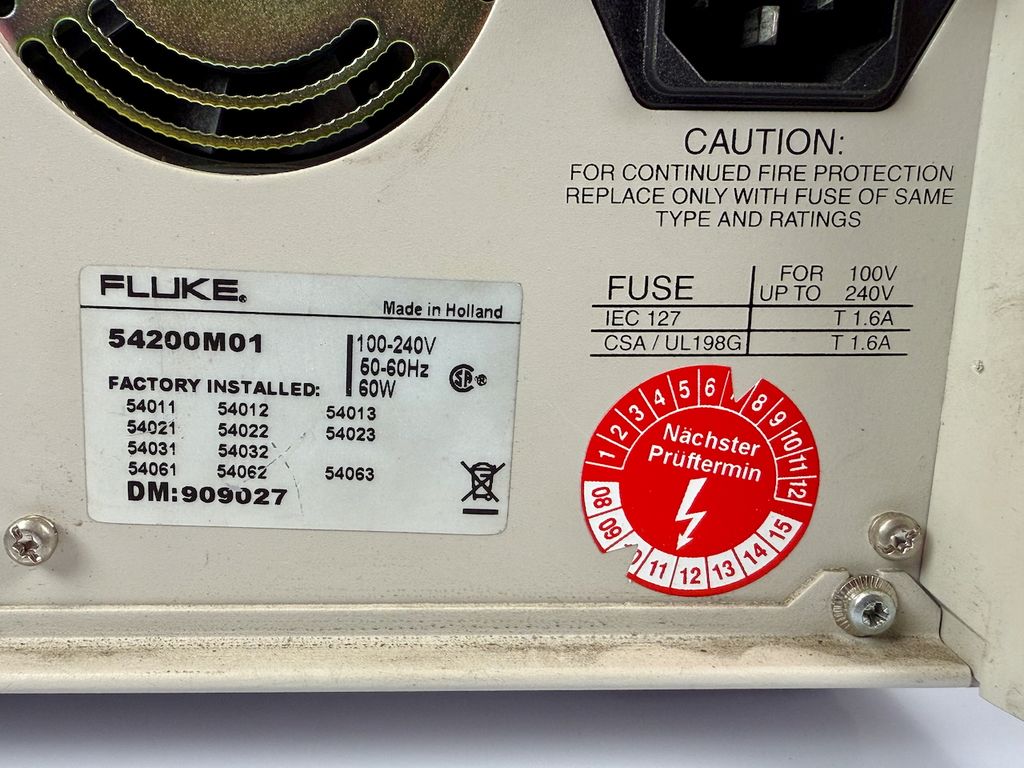 CAUTION:
FOR CONTINUED FIRE PROTECTION
REPLACE ONLY WITH FUSE OF SAME
TYPE AND RATINGS
FUSE FOR UP TO 100V 240V
IEC 127 T 1.6A
CSA / UL198G T 1.6A
FLUKE®
Made in Holland
54200M01
100-240V
50-60Hz
60W
SA ®
FACTORY INSTALLED:
54011 54012 54013
54021 54022 54023
54031 54032
54061 54062 54063
DM:909027
1 2 3 4 5 6 8 9 10 11 12
Nächster
Prüftermin
08 09 11 12 13 14 15